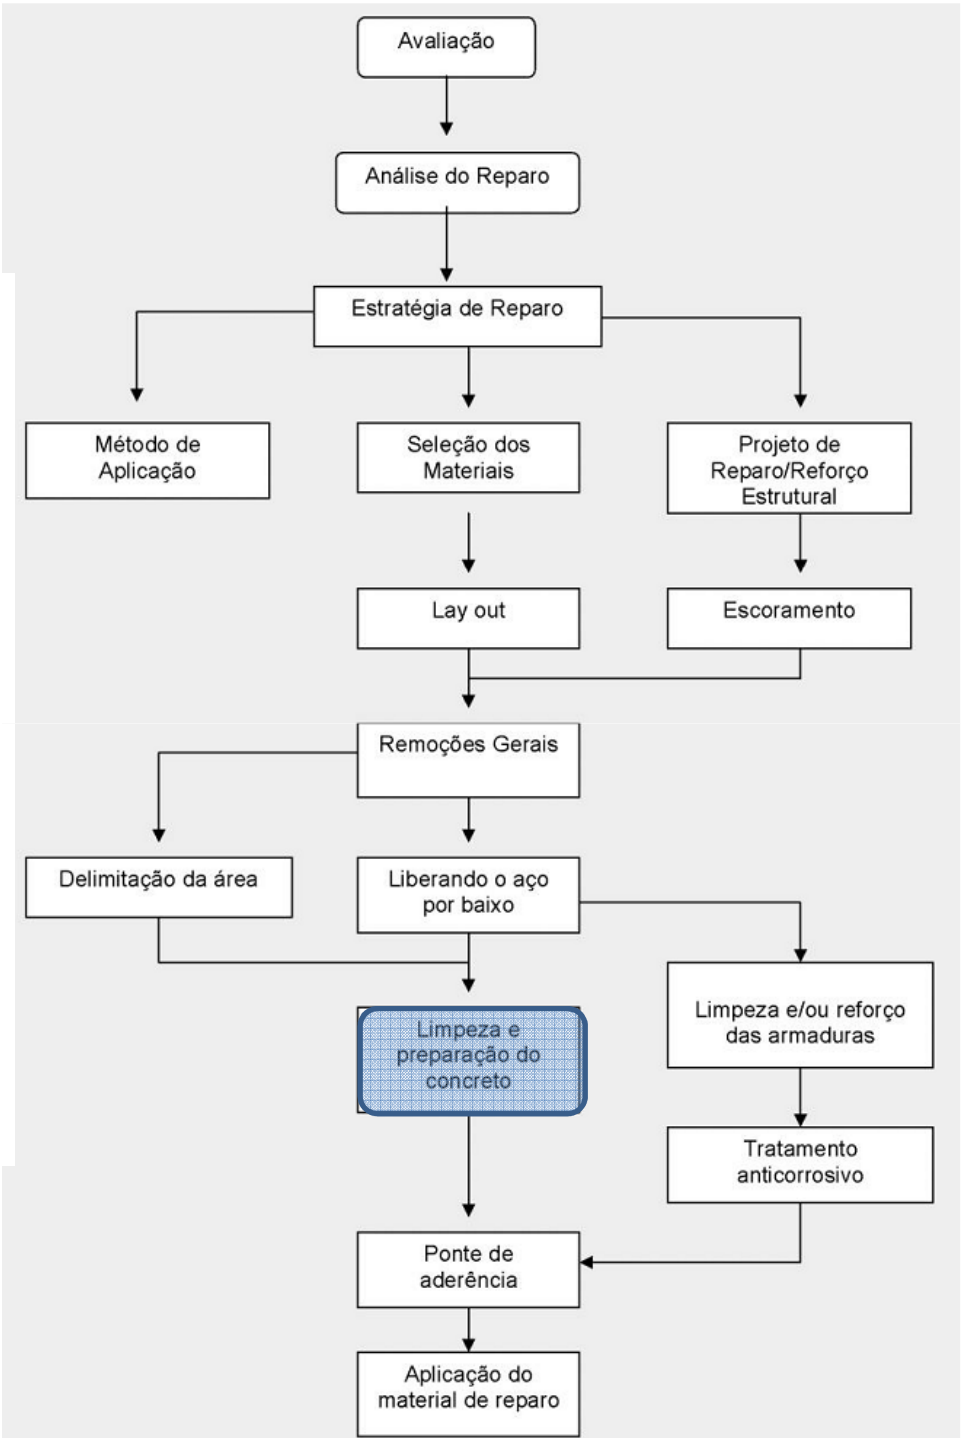 Avaliação
Análise do Reparo
Estratégia de Reparo
Método de
Aplicação
Seleção dos
Materiais
Projeto de
Reparo/Reforço
Estrutural
Lay out
Escoramento
Remoções Gerais
Delimitação da área
Liberando o aço
por baixo
Limpeza e/ou reforço
das armaduras
Limpeza e
preparação do
concreto
Tratamento
anticorrosivo
Ponte de
aderência
Aplicação do
material de reparo